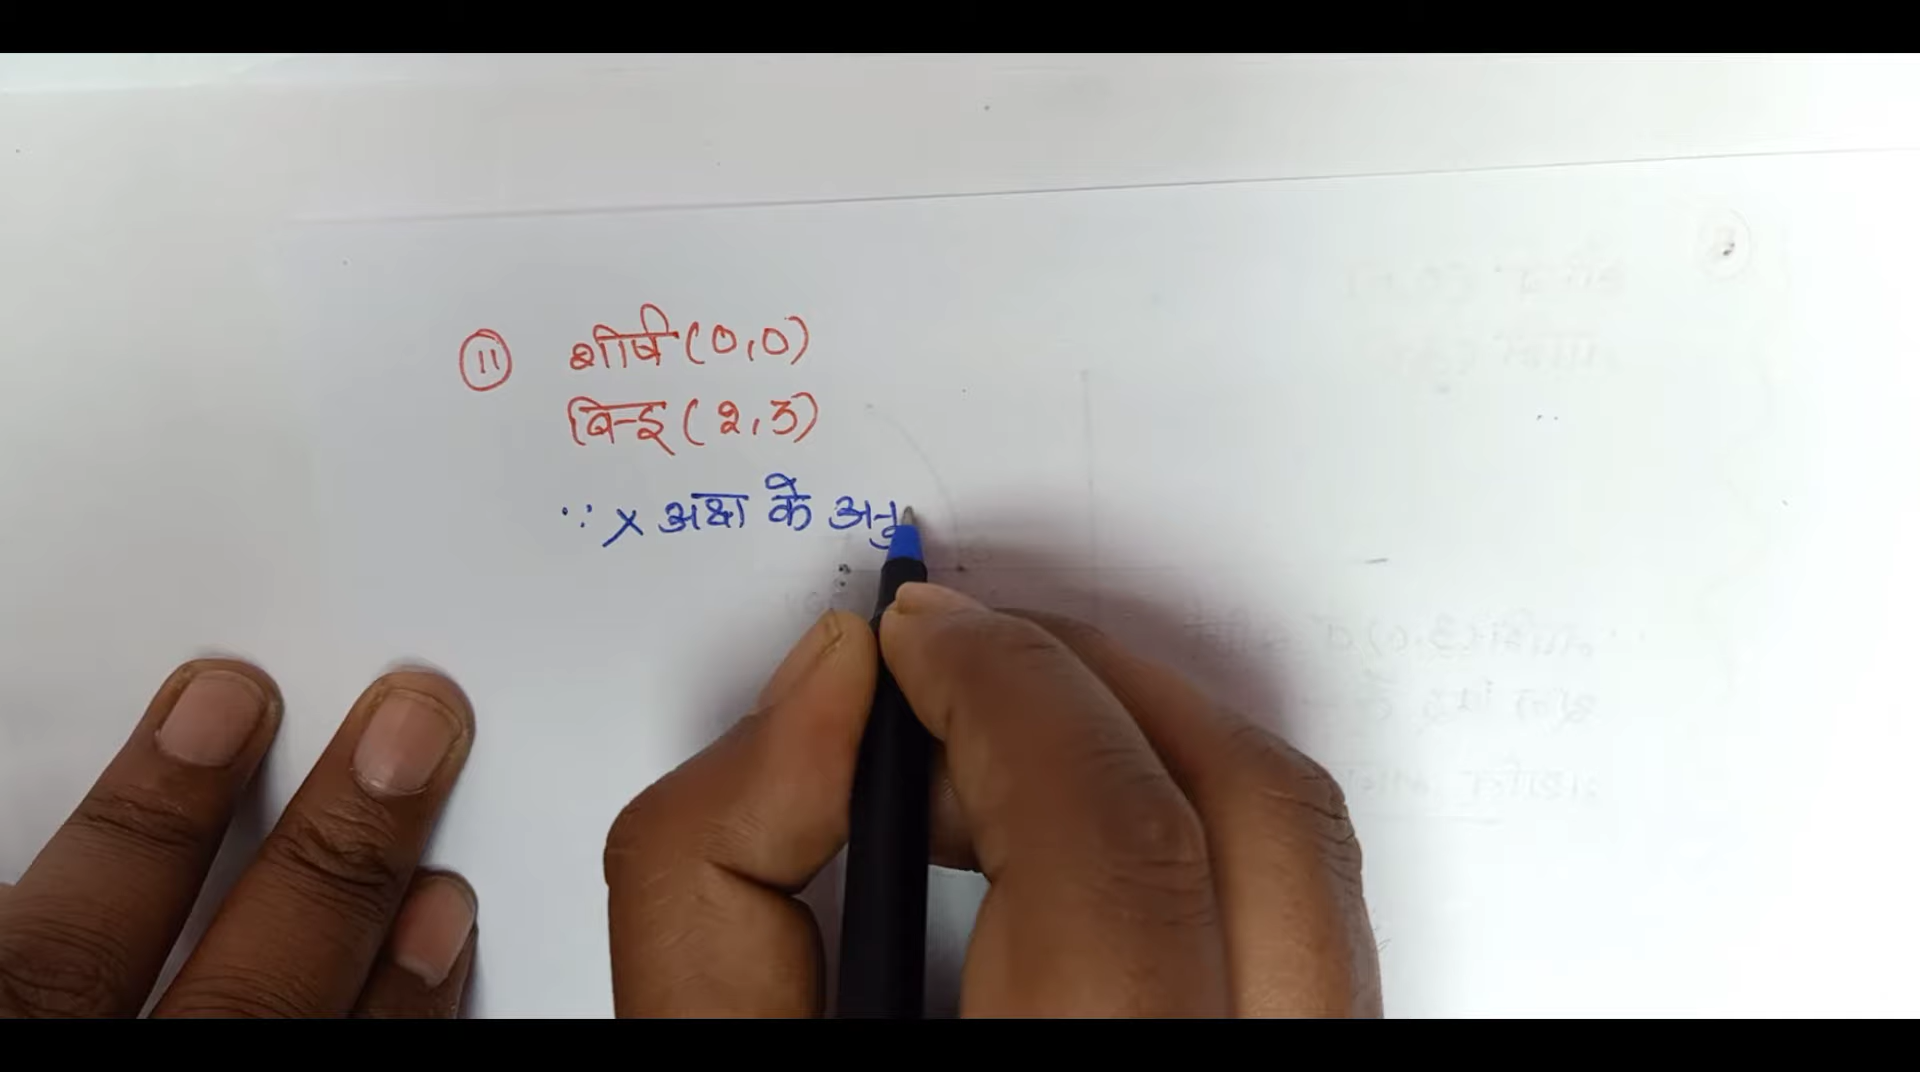 11 शीर्ष (0,0)
बिन्दु (2,3)
∵ X अक्ष के अनु